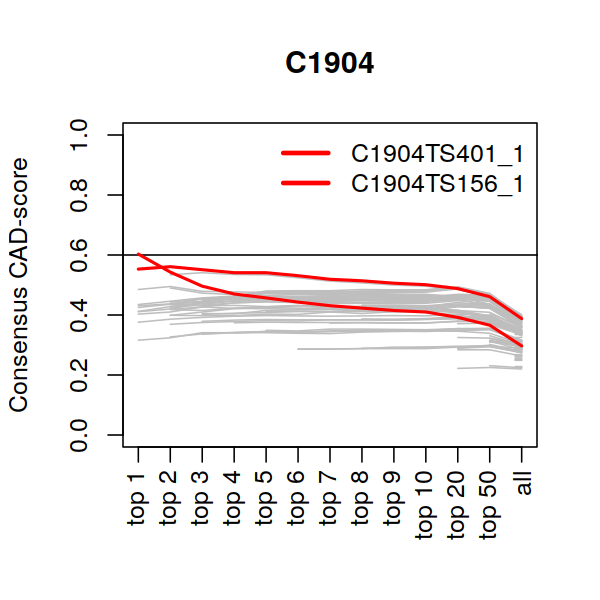 C1904
Consensus CAD-score
1.0
0.8
0.6
0.4
0.2
0.0
C1904TS401_1
C1904TS156_1
top 1
top 2
top 3
top 4
top 5
top 6
top 7
top 8
top 9
top 10
top 20
top 50
all